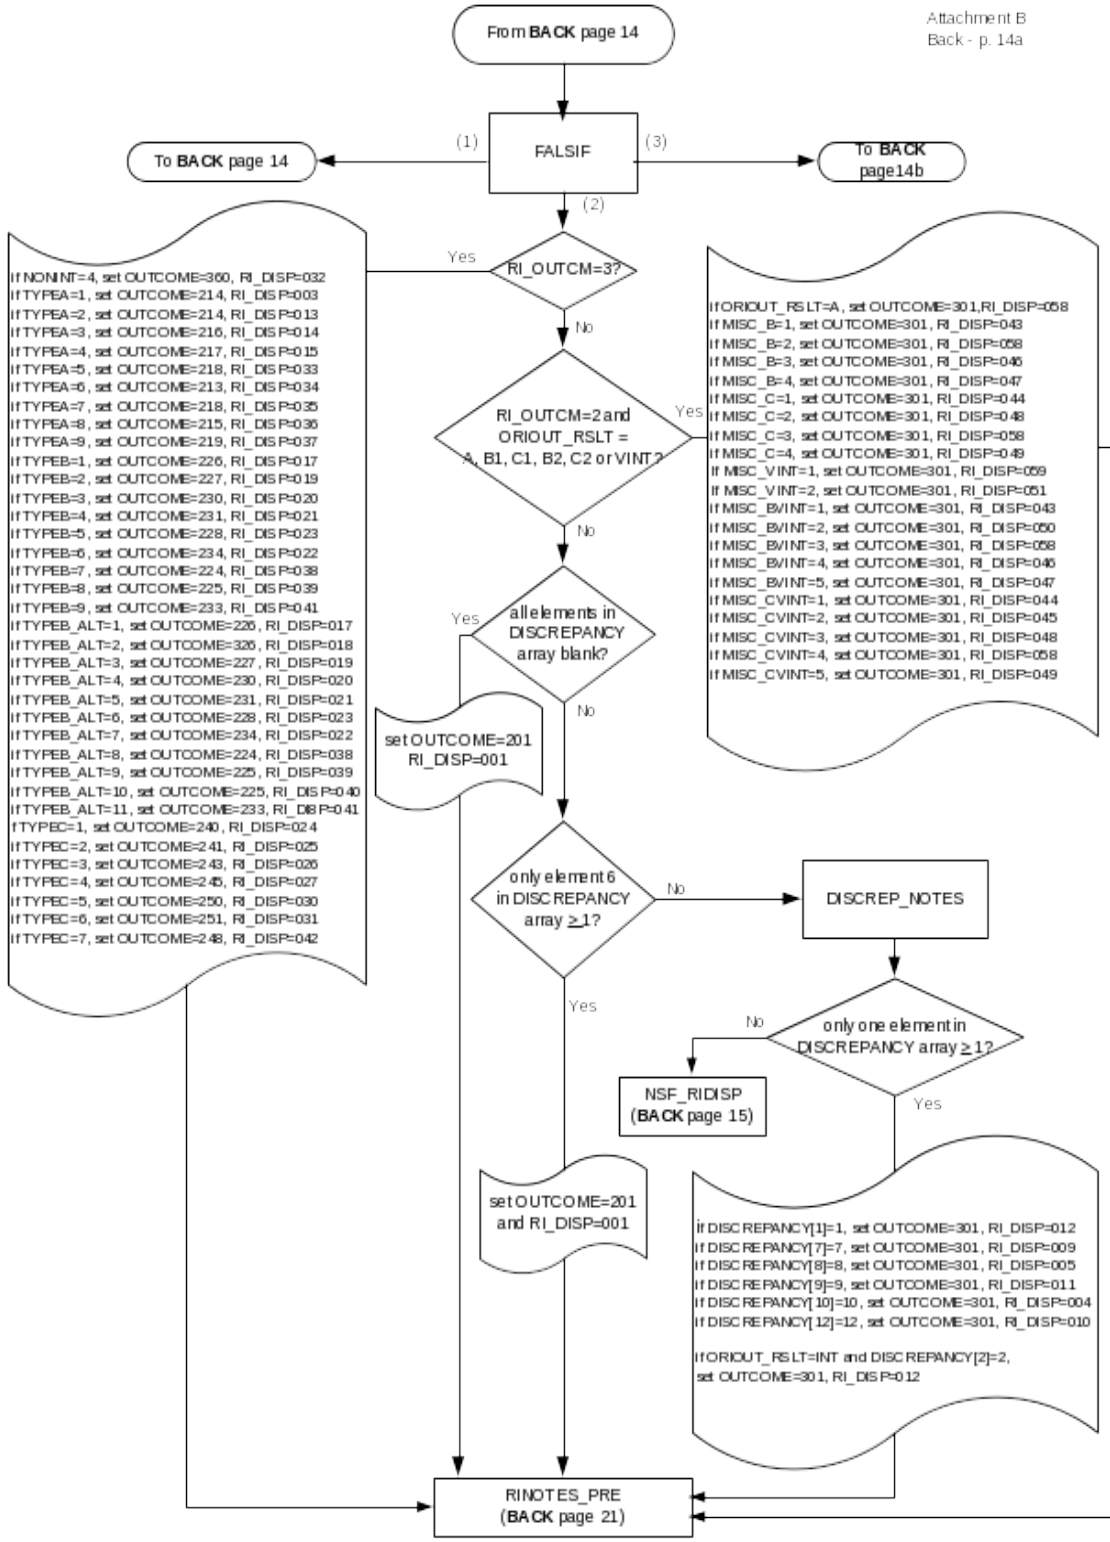 Attachment B
Back - p. 14a
From BACK page 14
FALSIF
(1)
(3)
(2)
To BACK page 14
To BACK
page14b
RI_OUTCM=3?
Yes
No
if NONINT=4, set OUTCOME=360, RI_DISP=032
if TYPEA=1, set OUTCOME=214, RI_DISP=003
if TYPEA=2, set OUTCOME=214, RI_DISP=013
if TYPEA=3, set OUTCOME=216, RI_DISP=014
if TYPEA=4, set OUTCOME=217, RI_DISP=015
if TYPEA=5, set OUTCOME=218, RI_DISP=033
if TYPEA=6, set OUTCOME=213, RI_DISP=034
if TYPEA=7, set OUTCOME=218, RI_DISP=035
if TYPEA=8, set OUTCOME=215, RI_DISP=036
if TYPEA=9, set OUTCOME=219, RI_DISP=037
if TYPEB=1, set OUTCOME=226, RI_DISP=017
if TYPEB=2, set OUTCOME=227, RI_DISP=019
if TYPEB=3, set OUTCOME=230, RI_DISP=020
if TYPEB=4, set OUTCOME=231, RI_DISP=021
if TYPEB=5, set OUTCOME=228, RI_DISP=023
if TYPEB=6, set OUTCOME=234, RI_DISP=022
if TYPEB=7, set OUTCOME=224, RI_DISP=038
if TYPEB=8, set OUTCOME=225, RI_DISP=039
if TYPEB=9, set OUTCOME=233, RI_DISP=041
if TYPEB_ALT=1, set OUTCOME=226, RI_DISP=017
if TYPEB_ALT=2, set OUTCOME=326, RI_DISP=018
if TYPEB_ALT=3, set OUTCOME=227, RI_DISP=019
if TYPEB_ALT=4, set OUTCOME=230, RI_DISP=020
if TYPEB_ALT=5, set OUTCOME=231, RI_DISP=021
if TYPEB_ALT=6, set OUTCOME=228, RI_DISP=023
if TYPEB_ALT=7, set OUTCOME=234, RI_DISP=022
if TYPEB_ALT=8, set OUTCOME=224, RI_DISP=038
if TYPEB_ALT=9, set OUTCOME=225, RI_DISP=039
if TYPEB_ALT=10, set OUTCOME=225, RI_DISP=040
if TYPEB_ALT=11, set OUTCOME=233, RI_DI8P=041
f TYPEC=1, set OUTCOME=240, RI_DISP=024
if TYPEC=2, set OUTCOME=241, RI_DISP=025
if TYPEC=3, set OUTCOME=243, RI_DISP=026
if TYPEC=4, set OUTCOME=245, RI_DISP=027
if TYPEC=5, set OUTCOME=250, RI_DISP=030
if TYPEC=6, set OUTCOME=251, RI_DISP=031
if TYPEC=7, set OUTCOME=248, RI_DISP=042
RI_OUTCM=2 and
ORIOUT_RSLT =
A, B1, C1, B2, C2 or VINT?
Yes
No
if ORIOUT_RSLT=A, set OUTCOME=301,RI_DISP=058
if MISC_B=1, set OUTCOME=301, RI_DISP=043
if MISC_B=2, set OUTCOME=301, RI_DISP=058
if MISC_B=3, set OUTCOME=301, RI_DISP=046
if MISC_B=4, set OUTCOME=301, RI_DISP=047
if MISC_C=1, set OUTCOME=301, RI_DISP=044
if MISC_C=2, set OUTCOME=301, RI_DISP=048
if MISC_C=3, set OUTCOME=301, RI_DISP=058
if MISC_C=4, set OUTCOME=301, RI_DISP=049
If MISC_VINT=1, set OUTCOME=301, RI_DISP=059
If MISC_VINT=2, set OUTCOME=301, RI_DISP=051
if MISC_BVINT=1, set OUTCOME=301, RI_DISP=043
if MISC_BVINT=2, set OUTCOME=301, RI_DISP=050
if MISC_BVINT=3, set OUTCOME=301, RI_DISP=058
if MISC_BVINT=4, set OUTCOME=301, RI_DISP=046
if MISC_BVINT=5, set OUTCOME=301, RI_DISP=047
if MISC_CVINT=1, set OUTCOME=301, RI_DISP=044
if MISC_CVINT=2, set OUTCOME=301, RI_DISP=045
if MISC_CVINT=3, set OUTCOME=301, RI_DISP=048
if MISC_CVINT=4, set OUTCOME=301, RI_DISP=058
if MISC_CVINT=5, set OUTCOME=301, RI_DISP=049
all elements in
DISCREPANCY
array blank?
Yes
No
set OUTCOME=201
RI_DISP=001
only element 6
in DISCREPANCY
array ≥1?
No
Yes
DISCREP_NOTES
only one element in
DISCREPANCY array ≥1?
No
Yes
NSF_RIDISP
(BACK page 15)
set OUTCOME=201
and RI_DISP=001
if DISCREPANCY[1]=1, set OUTCOME=301, RI_DISP=012
if DISCREPANCY[7]=7, set OUTCOME=301, RI_DISP=009
if DISCREPANCY[8]=8, set OUTCOME=301, RI_DISP=005
if DISCREPANCY[9]=9, set OUTCOME=301, RI_DISP=011
if DISCREPANCY[10]=10, set OUTCOME=301, RI_DISP=004
if DISCREPANCY[12]=12, set OUTCOME=301, RI_DISP=010
if ORIOUT_RSLT=INT and DISCREPANCY[2]=2,
set OUTCOME=301, RI_DISP=012
RINOTES_PRE
(BACK page 21)